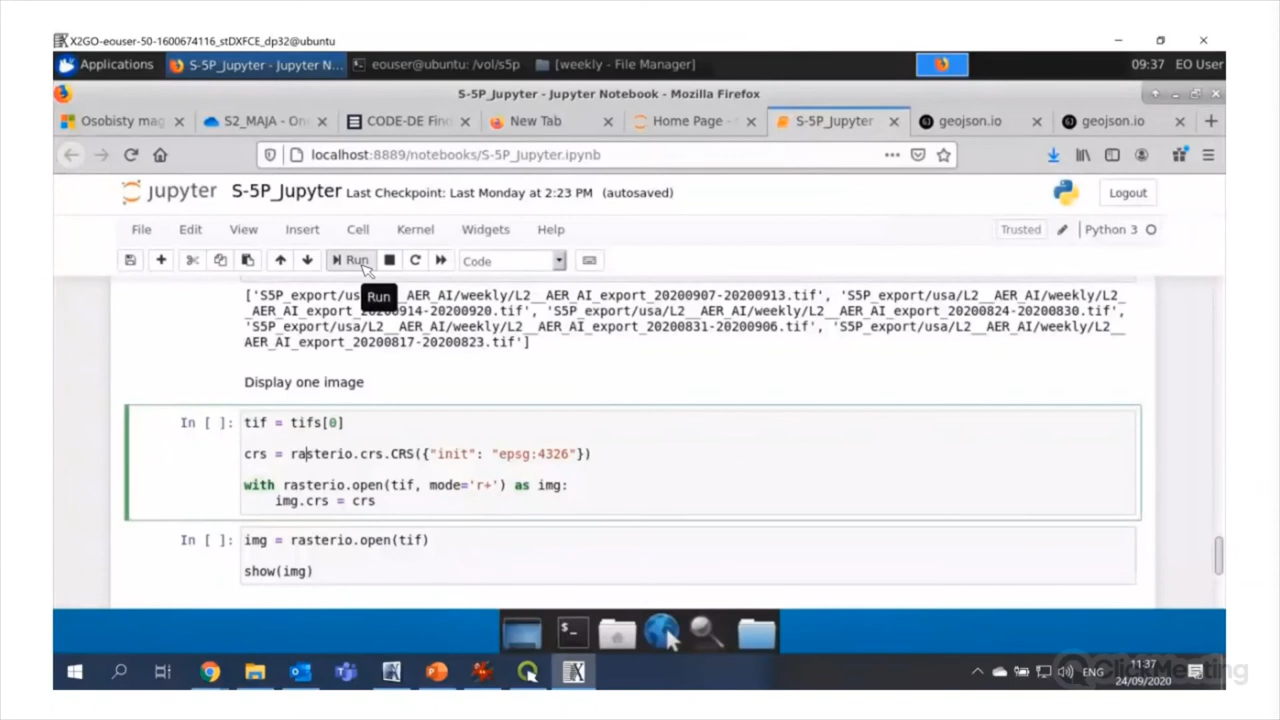 X2GO-eouser-50-1600674116_stDXFCE_dp32@ubuntu
Applications S-5P_Jupyter - Jupyter N... eouser@ubuntu: /vol/s5p [weekly - File Manager] 09:37 EO User
S-5P_Jupyter - Jupyter Notebook - Mozilla Firefox
Osobisty mag S2_MAJA - On CODE-DE Fin New Tab Home Page - S-5P_Jupyter geojson.io geojson.io
localhost:8889/notebooks/S-5P_Jupyter.ipynb
jupyter S-5P_Jupyter Last Checkpoint: Last Monday at 2:23 PM (autosaved) Logout
File Edit View Insert Cell Kernel Widgets Help Trusted Python 3
Run Code
Run
['S5P_export/us _AER_AI/weekly/L2__AER_AI_export_20200907-20200913.tif', 'S5P_export/usa/L2_
_AER_AI/weekly/L2__AER_AI_export_20200914-20200920.tif', 'S5P_export/usa/L2__AER_AI/weekly/L2__AER_AI_export_20200824-20200830.tif',
'S5P_export/usa/L2__AER_AI/weekly/L2__AER_AI_export_20200831-20200906.tif', 'S5P_export/usa/L2__AER_AI/weekly/L2__
AER_AI_export_20200817-20200823.tif']
Display one image
In [ ]: tif = tifs[0]
crs = rasterio.crs.CRS({"init": "epsg:4326"})
with rasterio.open(tif, mode='r+') as img:
img.crs = crs
In [ ]: img = rasterio.open(tif)
show(img)
ENG 11:37
24/09/2020
ClickMeeting